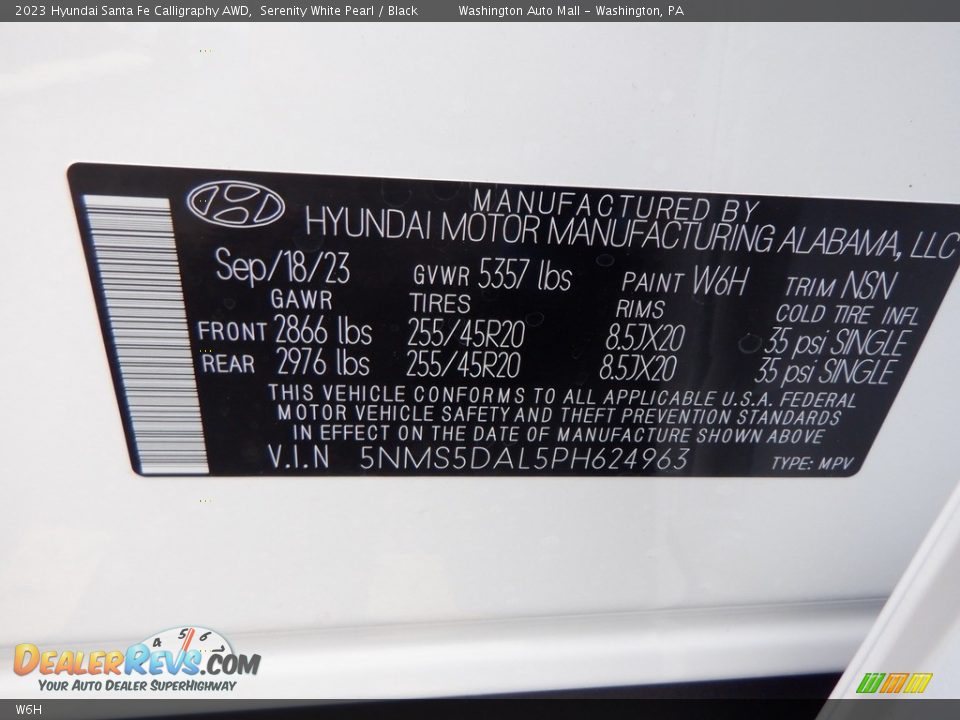 2023 Hyundai Santa Fe Calligraphy AWD, Serenity White Pearl / Black Washington Auto Mall - Washington, PA
MANUFACTURED BY
HYUNDAI MOTOR MANUFACTURING ALABAMA, LLC
Sep/18/23 GVWR 5357 lbs PAINT W6H TRIM NSN
GAWR TIRES RIMS COLD TIRE INFL
FRONT 2866 lbs 255/45R20 8.5JX20 35 psi SINGLE
REAR 2976 lbs 255/45R20 8.5JX20 35 psi SINGLE
THIS VEHICLE CONFORMS TO ALL APPLICABLE U.S.A. FEDERAL
MOTOR VEHICLE SAFETY AND THEFT PREVENTION STANDARDS
IN EFFECT ON THE DATE OF MANUFACTURE SHOWN ABOVE
V.I.N 5NMS5DAL5PH624963 TYPE: MPV
4 5 6 7
DEALERREVS.COM
YOUR AUTO DEALER SUPERHIGHWAY
W6H